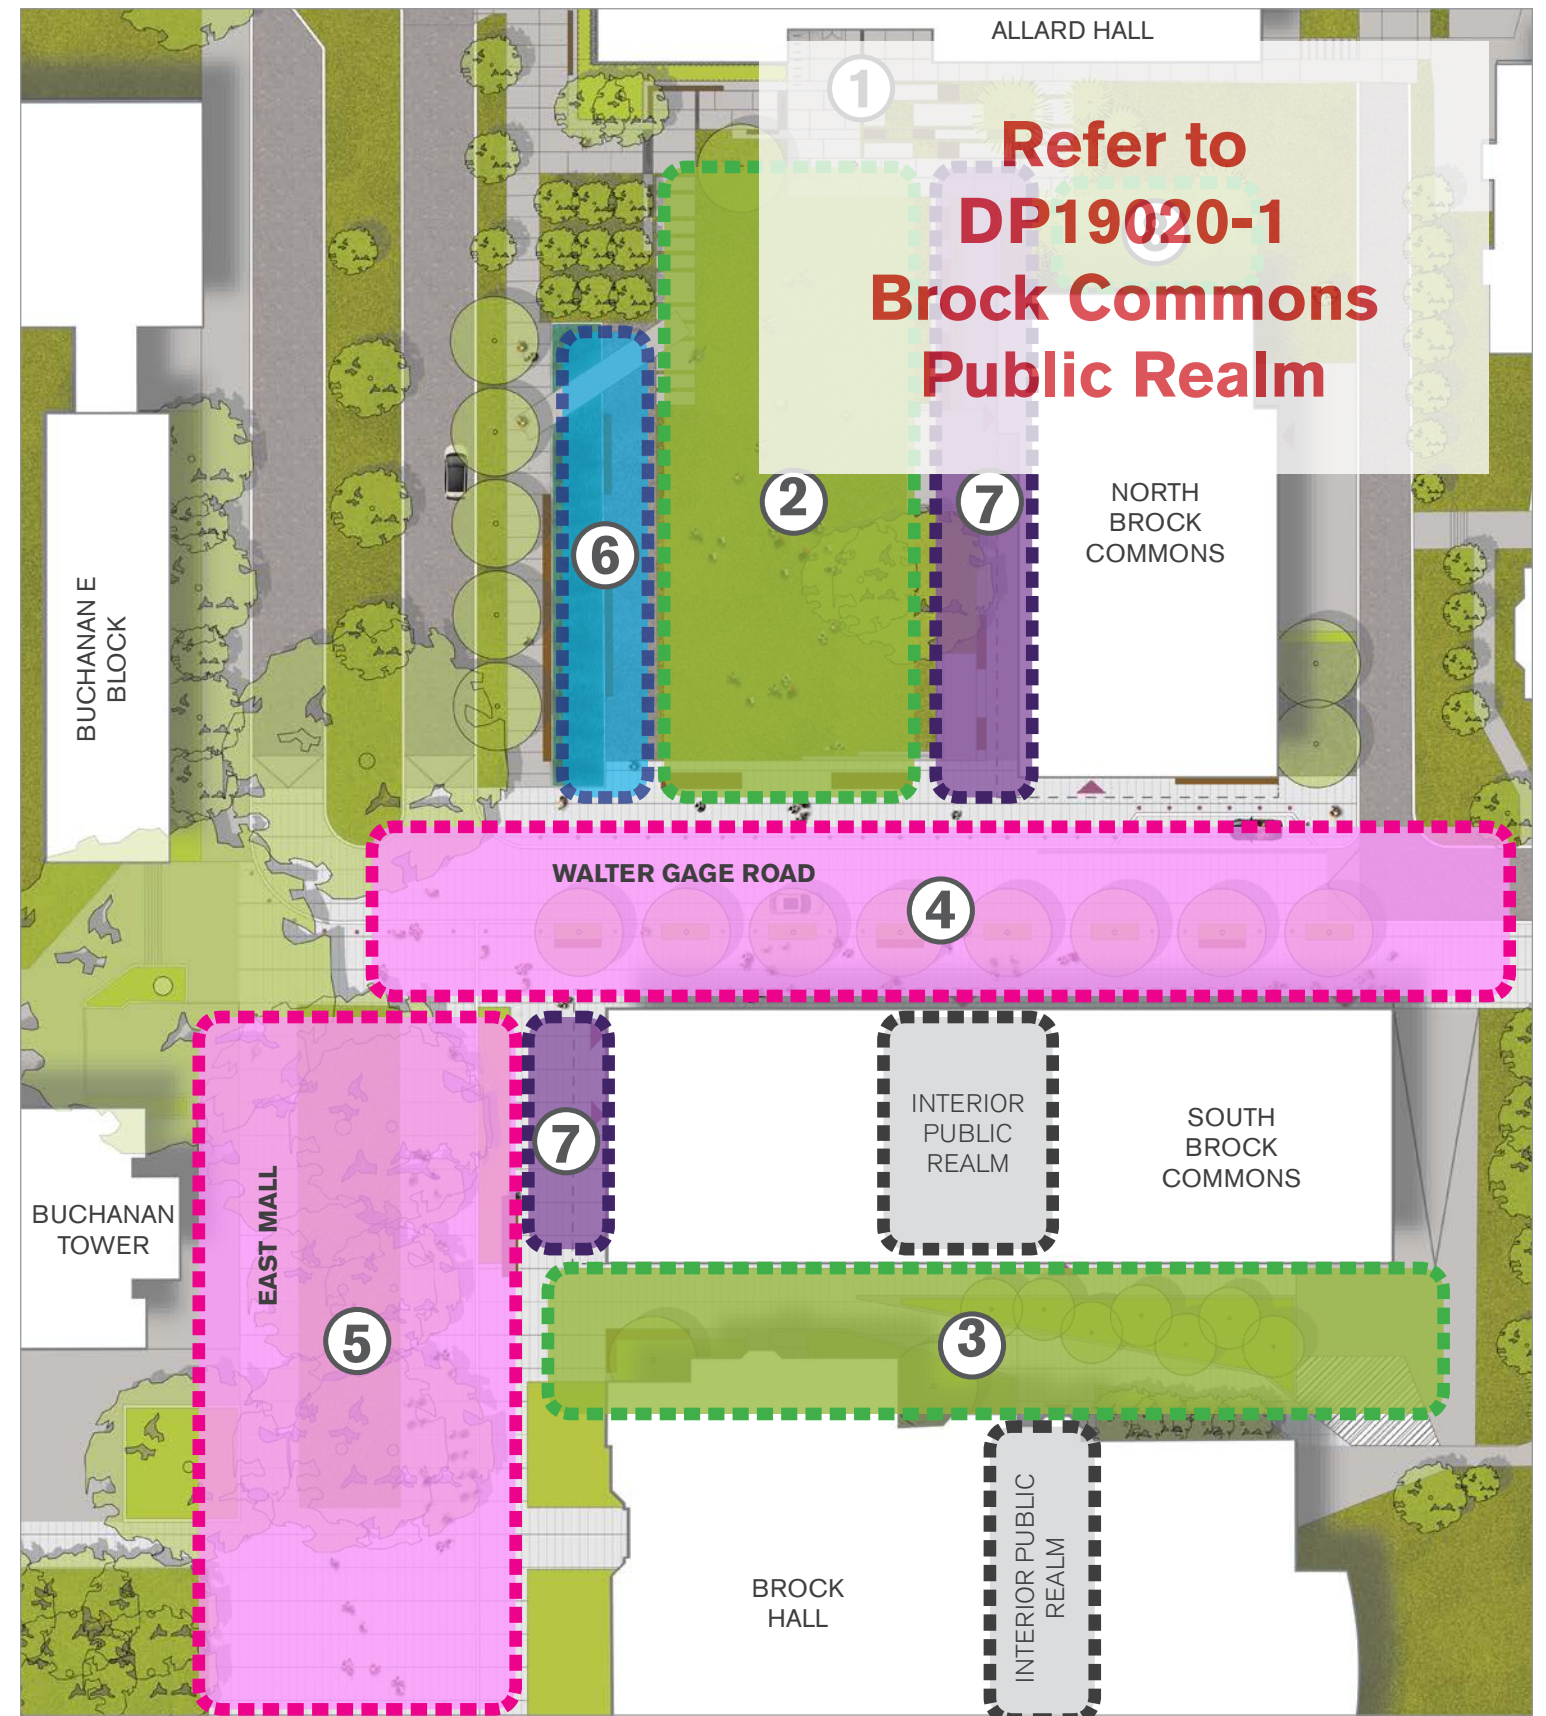 ALLARD HALL
1
Refer to
DP19020-1
8
Brock Commons
Public Realm
2
7
NORTH
BROCK
COMMONS
6
BUCHANAN E
BLOCK
WALTER GAGE ROAD
4
INTERIOR
PUBLIC
REALM
SOUTH
BROCK
COMMONS
7
BUCHANAN
TOWER
EAST MALL
5
3
INTERIOR PUBLIC
REALM
BROCK
HALL